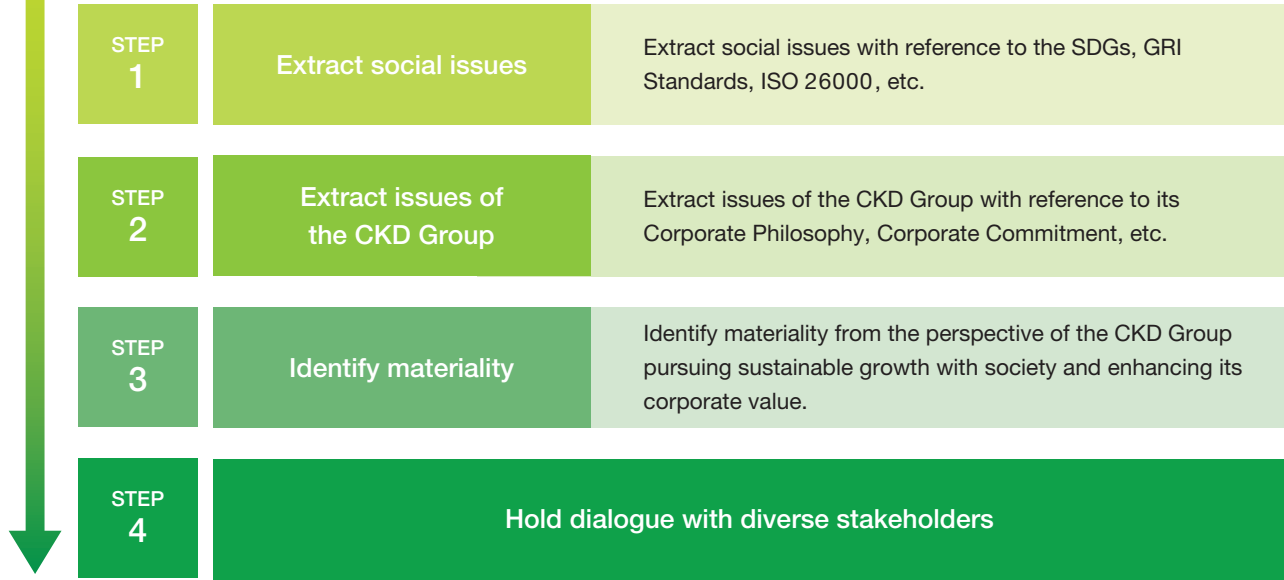 STEP
1
Extract social issues
Extract social issues with reference to the SDGs, GRI
Standards, ISO 26000, etc.
STEP
2
Extract issues of
the CKD Group
Extract issues of the CKD Group with reference to its
Corporate Philosophy, Corporate Commitment, etc.
STEP
3
Identify materiality
Identify materiality from the perspective of the CKD Group
pursuing sustainable growth with society and enhancing its
corporate value.
STEP
4
Hold dialogue with diverse stakeholders